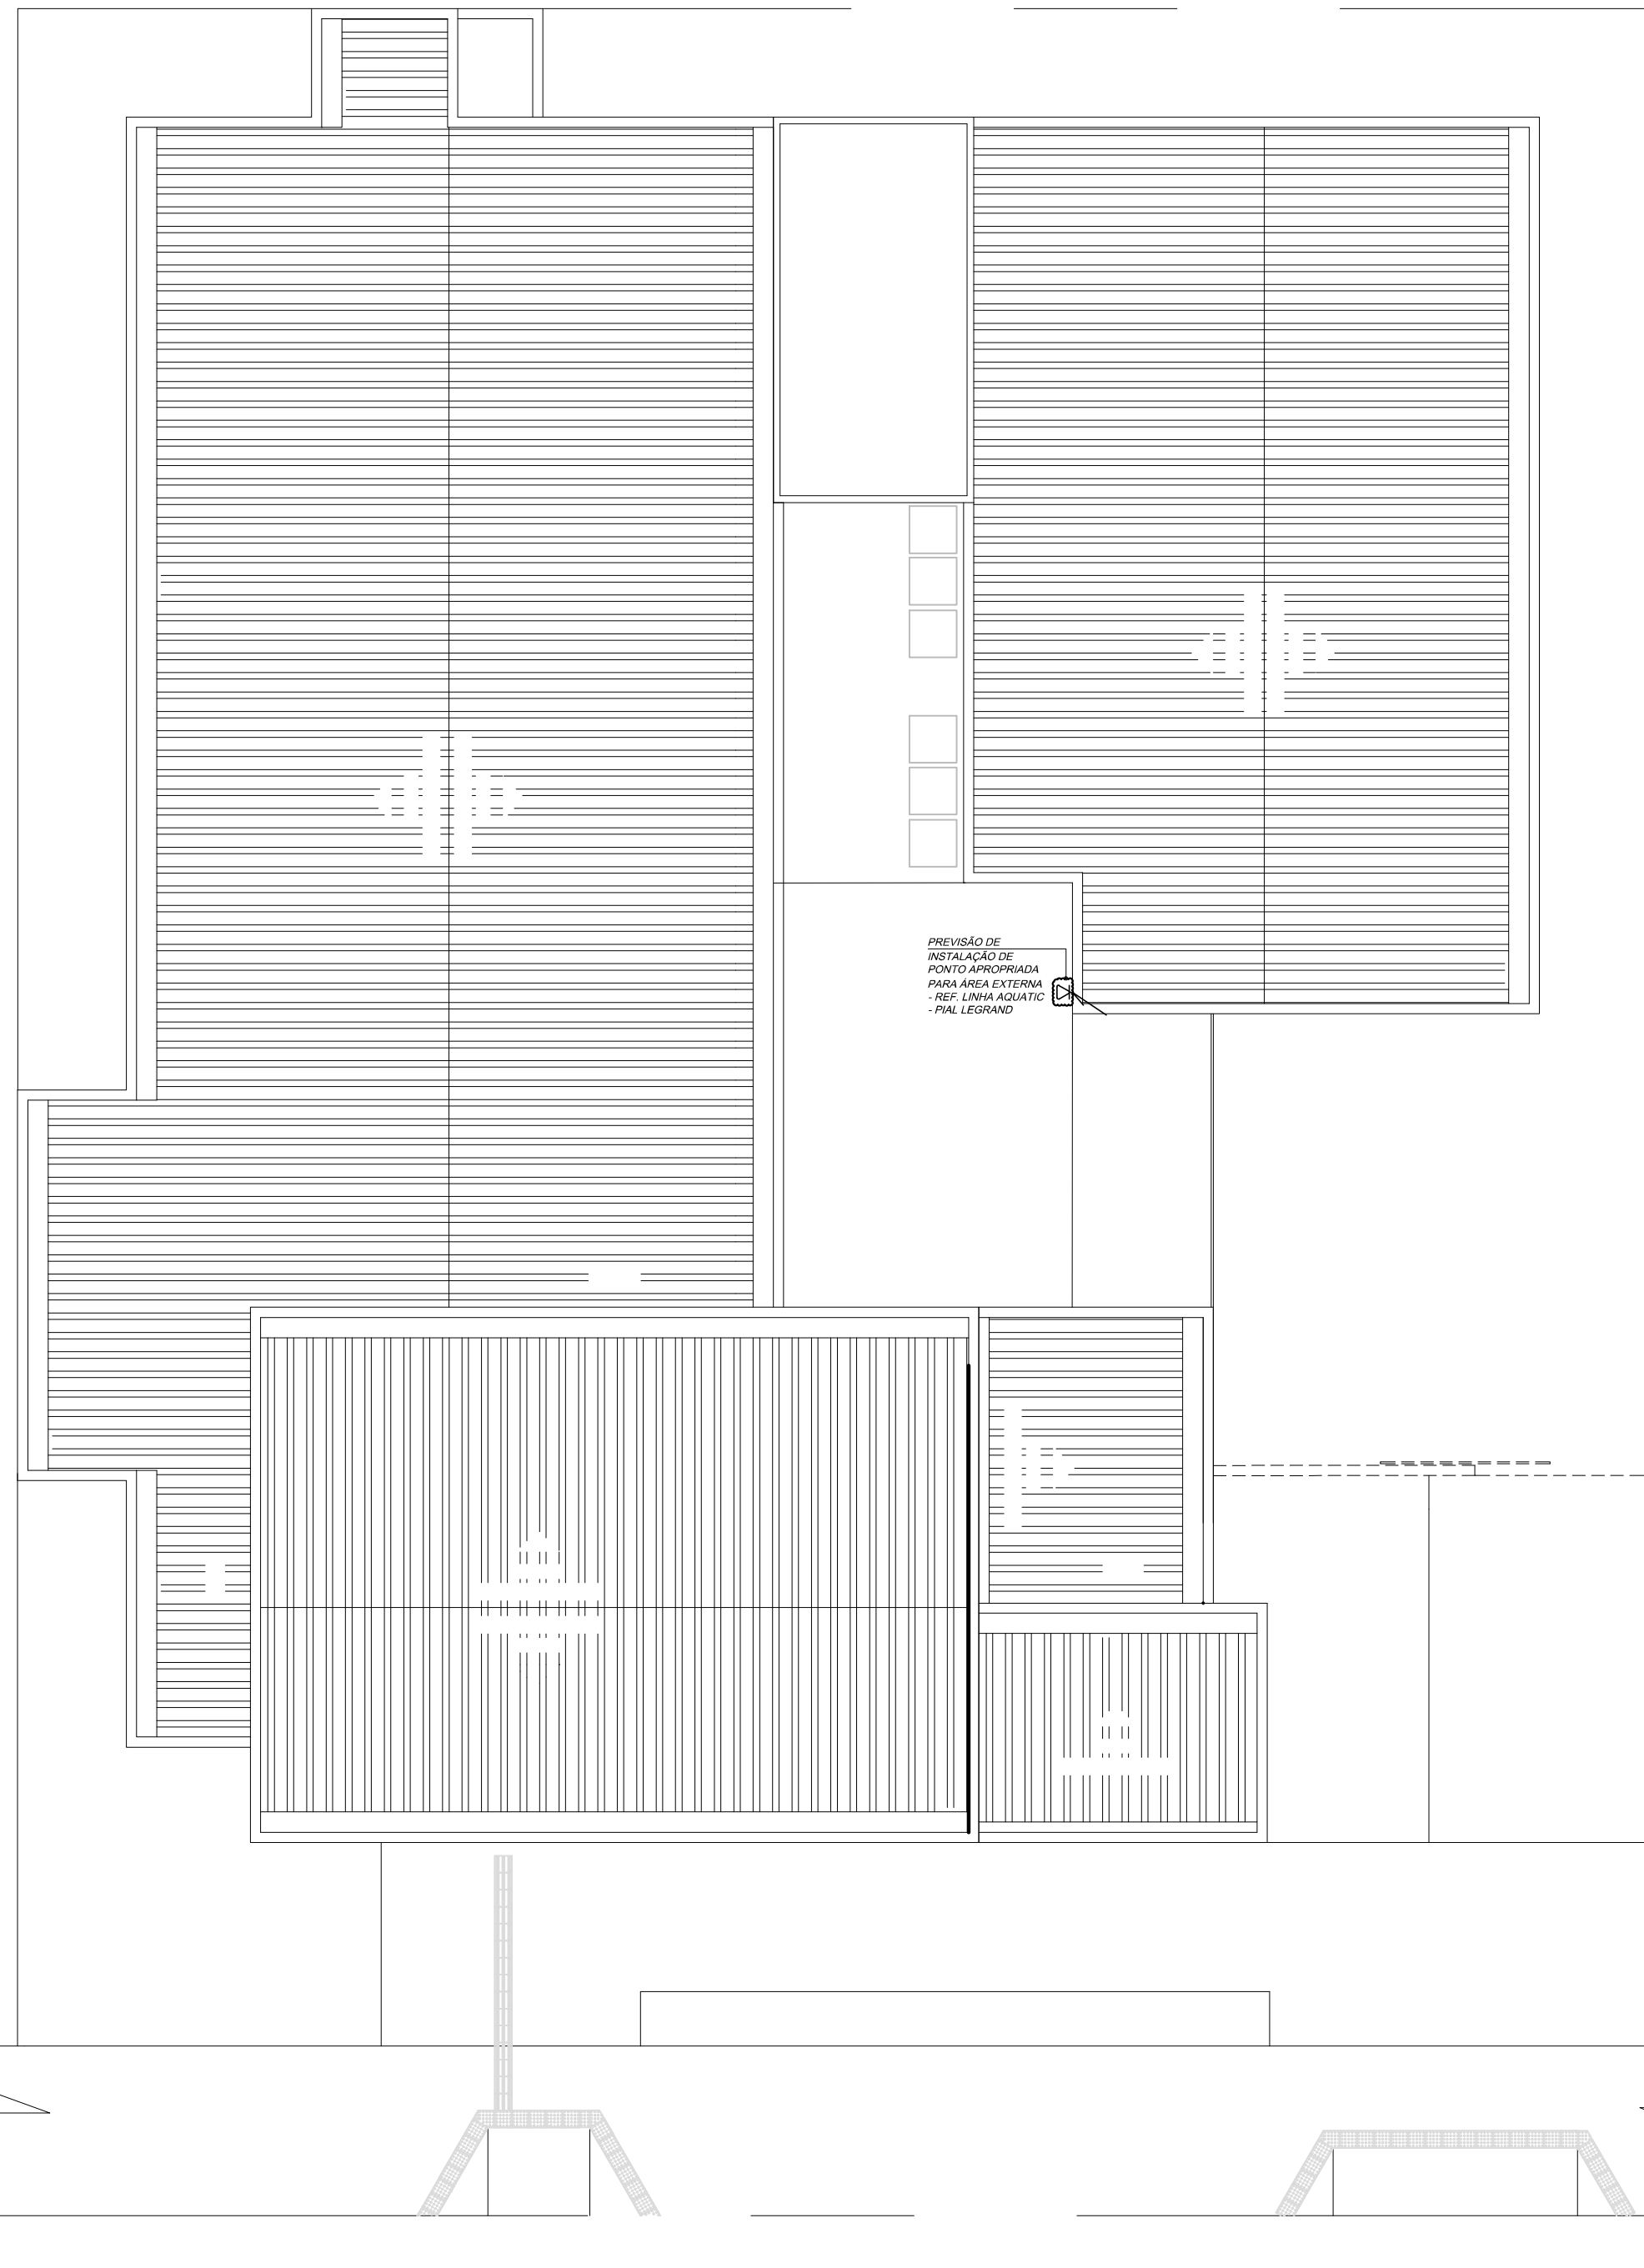 PREVISÃO DE
INSTALAÇÃO DE
PONTO APROPRIADA
PARA ÁREA EXTERNA
- REF. LINHA AQUATIC
- PIAL LEGRAND